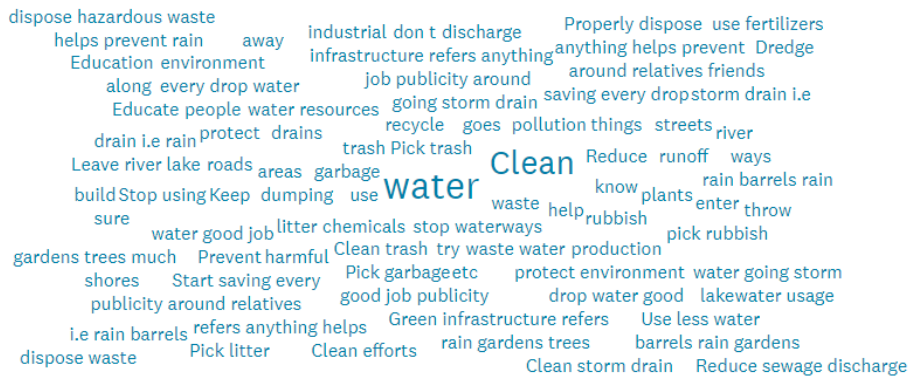 dispose hazardous waste
industrial don t discharge Properly dispose use fertilizers
helps prevent rain away
infrastructure refers anything anything helps prevent Dredge
Education environment
job publicity around around relatives friends
along every drop water
going storm drain saving every drop storm drain i.e
Educate people water resources
drain i.e rain protect drains recycle goes pollution things streets river
trash Pick trash
Leave river lake roads areas garbage Clean Reduce runoff ways
build Stop using Keep dumping use water know plants rain barrels rain
sure waste help rubbish enter throw
water good job litter chemicals stop waterways pick rubbish
gardens trees much Prevent harmful Clean trash try waste water production
shores Start saving every Pick garbage etc protect environment water going storm
publicity around relatives good job publicity drop water good lake water usage
i.e rain barrels refers anything helps Green infrastructure refers Use less water
dispose waste Pick litter Clean efforts rain gardens trees barrels rain gardens
Clean storm drain Reduce sewage discharge